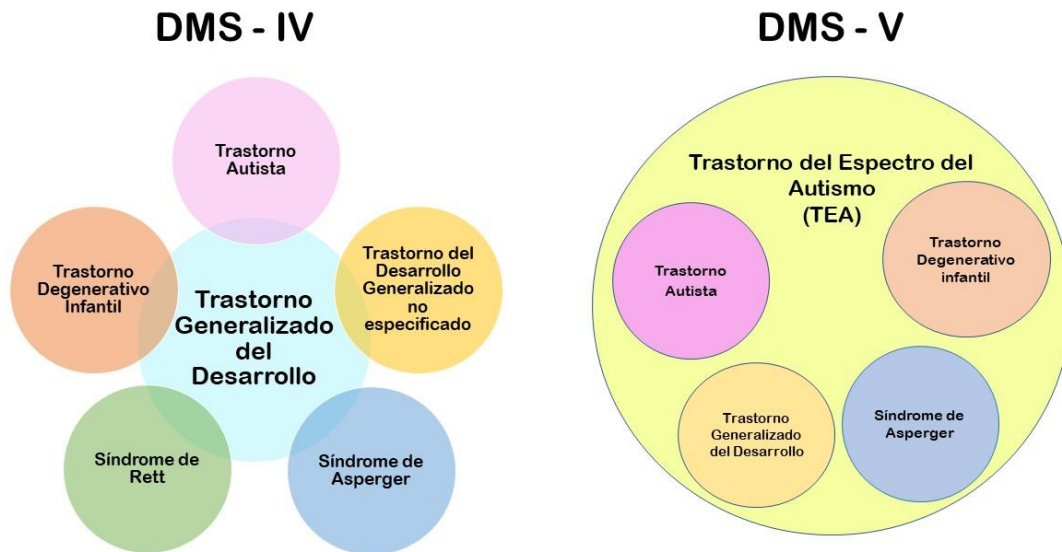 DMS - IV
Trastorno
Autista
Trastorno
Degenerativo
Infantil
Trastorno del
Desarrollo
Generalizado
no
especificado
Trastorno
Generalizado
del
Desarrollo
Síndrome de
Rett
Síndrome de
Asperger
DMS - V
Trastorno del Espectro del
Autismo
(TEA)
Trastorno
Autista
Trastorno
Degenerativo
infantil
Trastorno
Generalizado
del Desarrollo
Síndrome de
Asperger